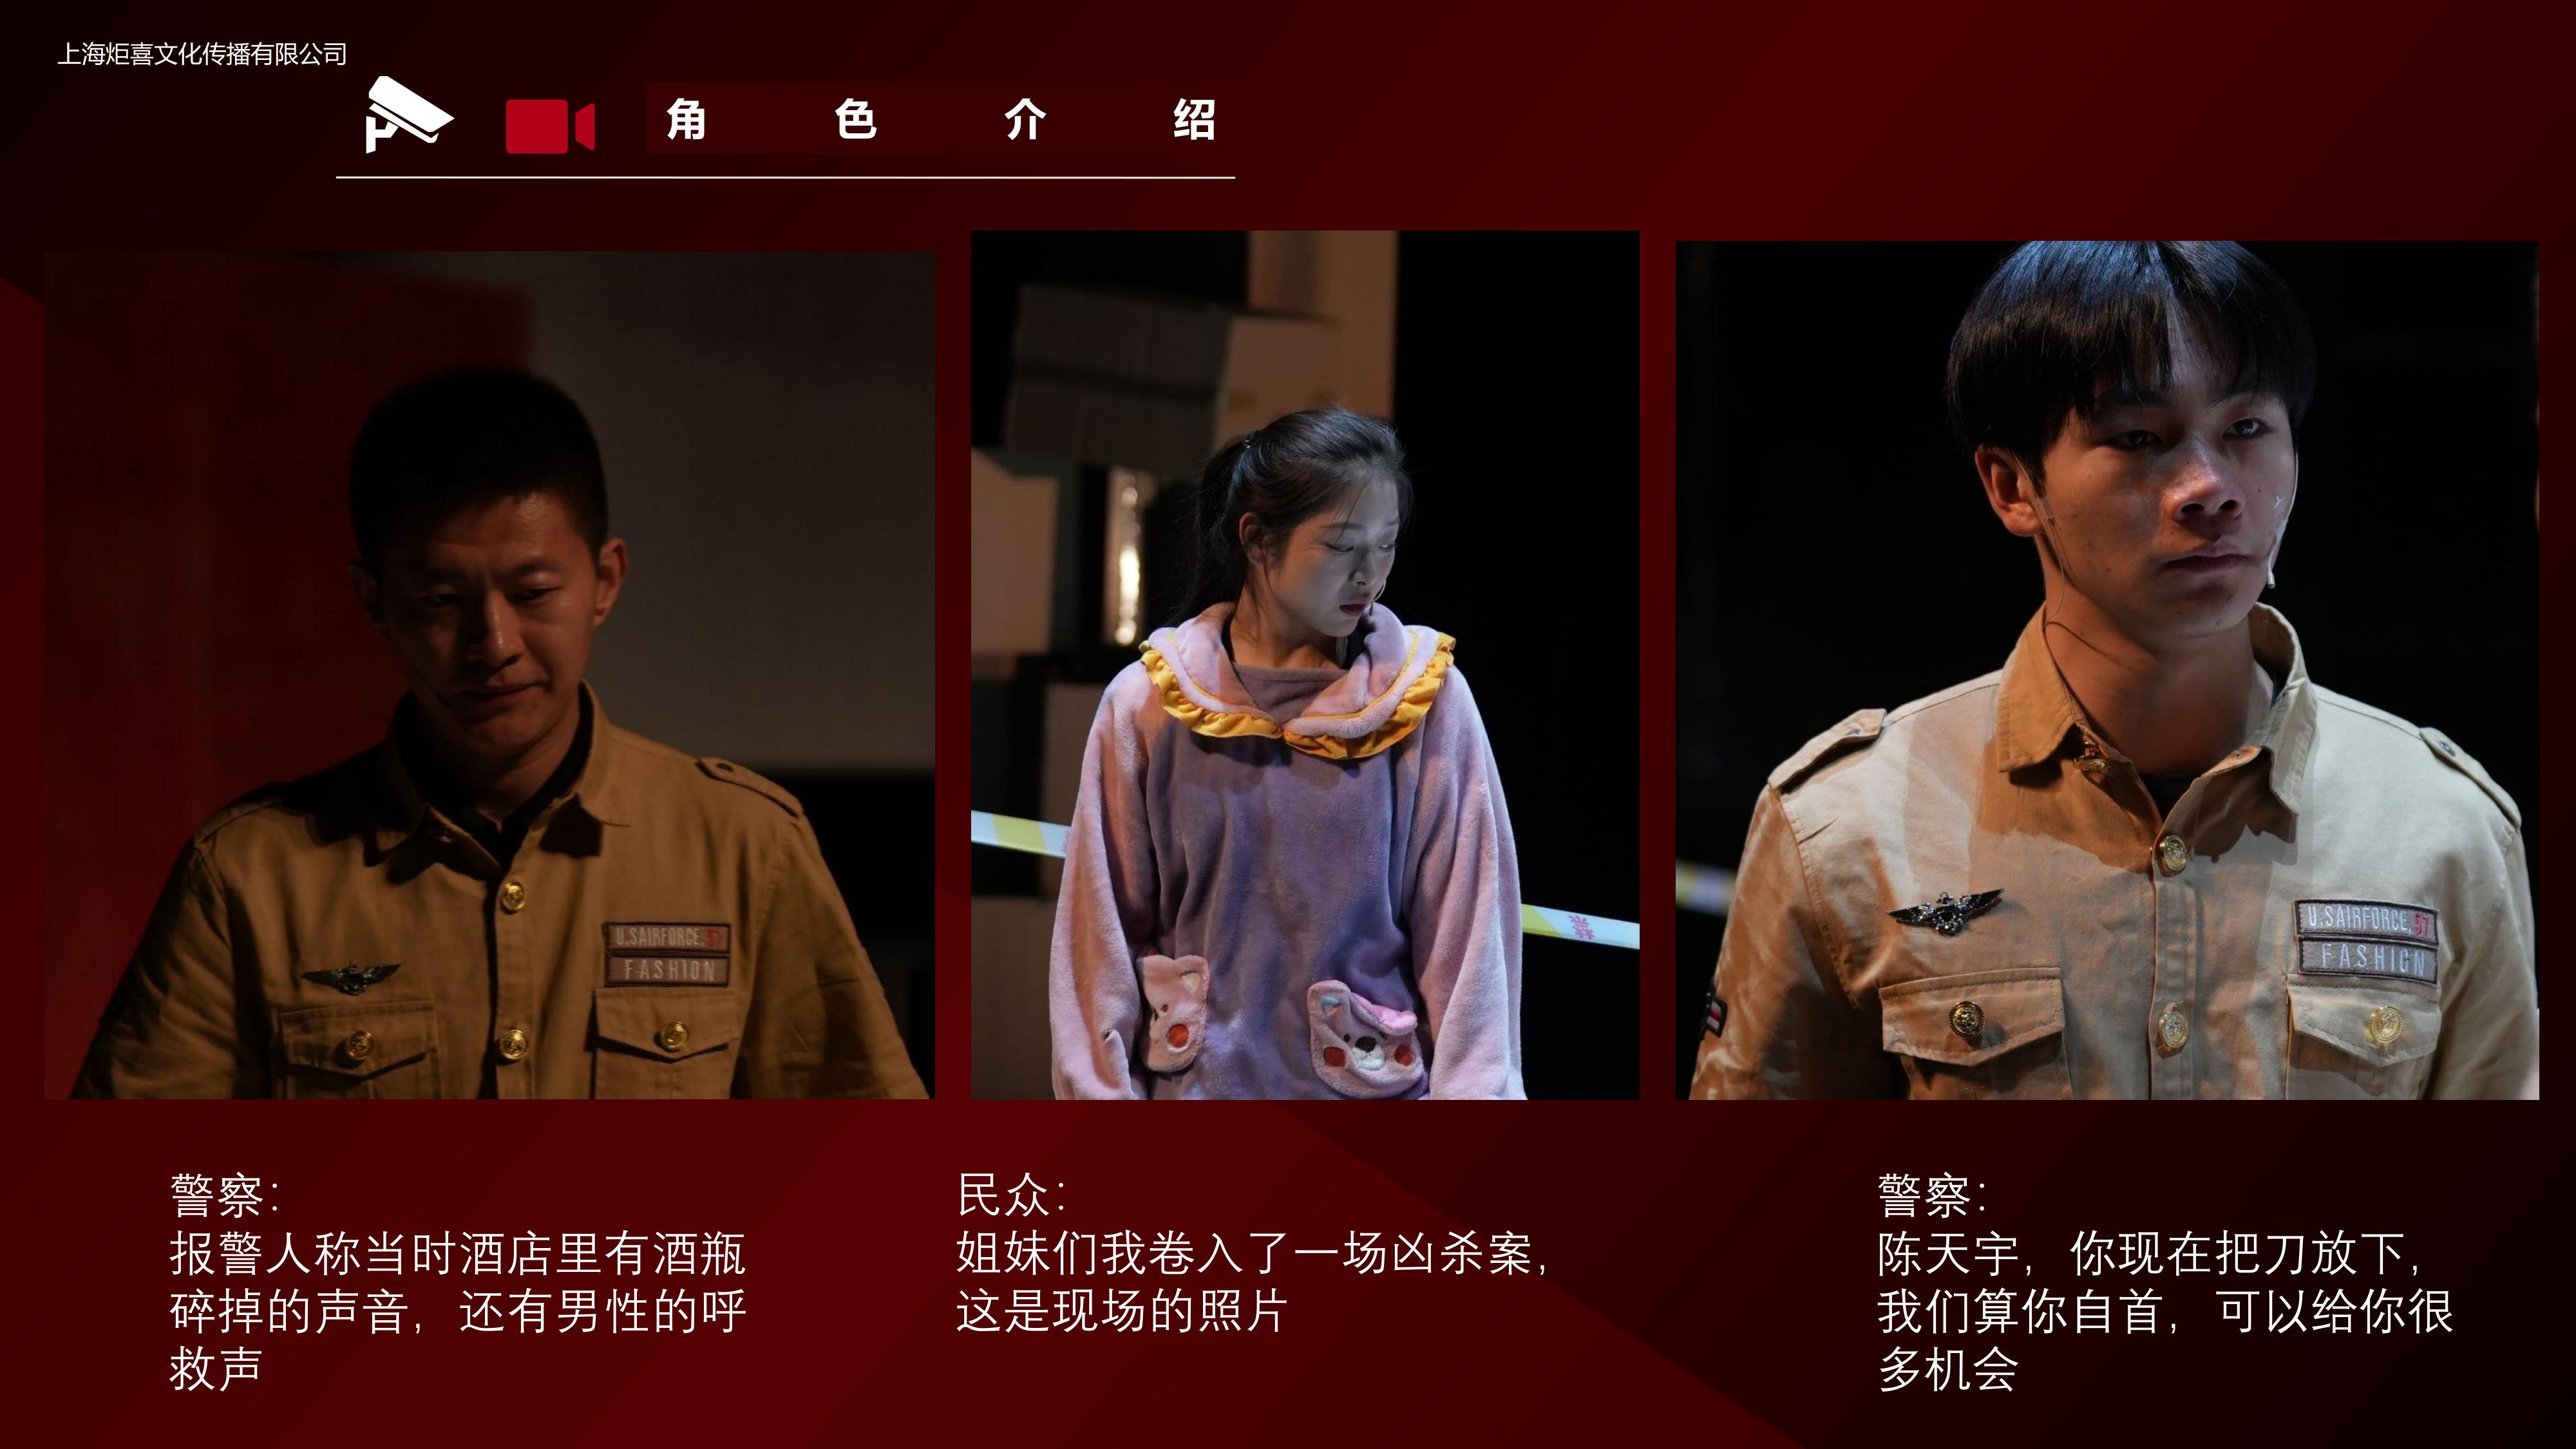 上海炬喜文化传播有限公司
角色介绍
U.SAIRFORCE.57
FASHION
U.SAIRFORCE.57
FASHION
警察：
报警人称当时酒店里有酒瓶
碎掉的声音，还有男性的呼
救声
民众：
姐妹们我卷入了一场凶杀案，
这是现场的照片
警察：
陈天宇，你现在把刀放下，
我们算你自首，可以给你很
多机会